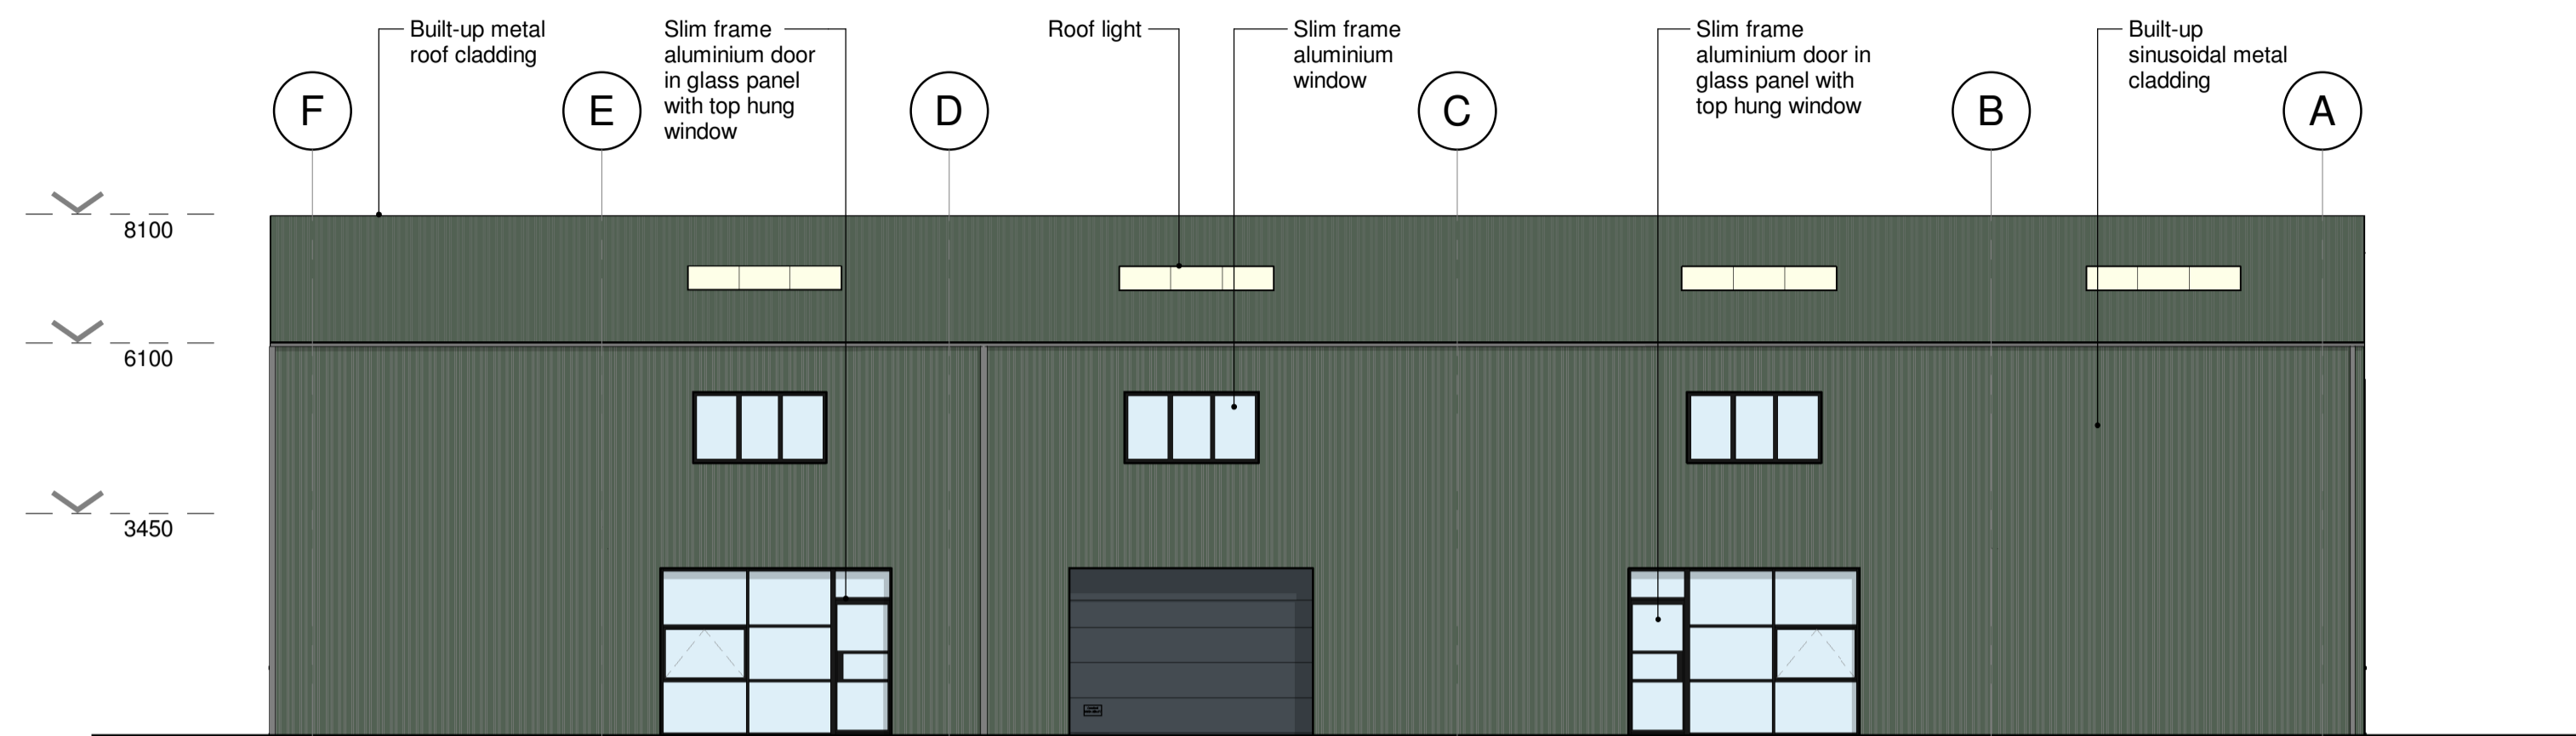 Built-up metal
roof cladding
Slim frame
aluminium door
in glass panel
with top hung
window
Roof light
Slim frame
aluminium
window
Slim frame
aluminium door in
glass panel with
top hung window
Built-up
sinusoidal metal
cladding
F
E
D
C
B
A
8100
6100
3450